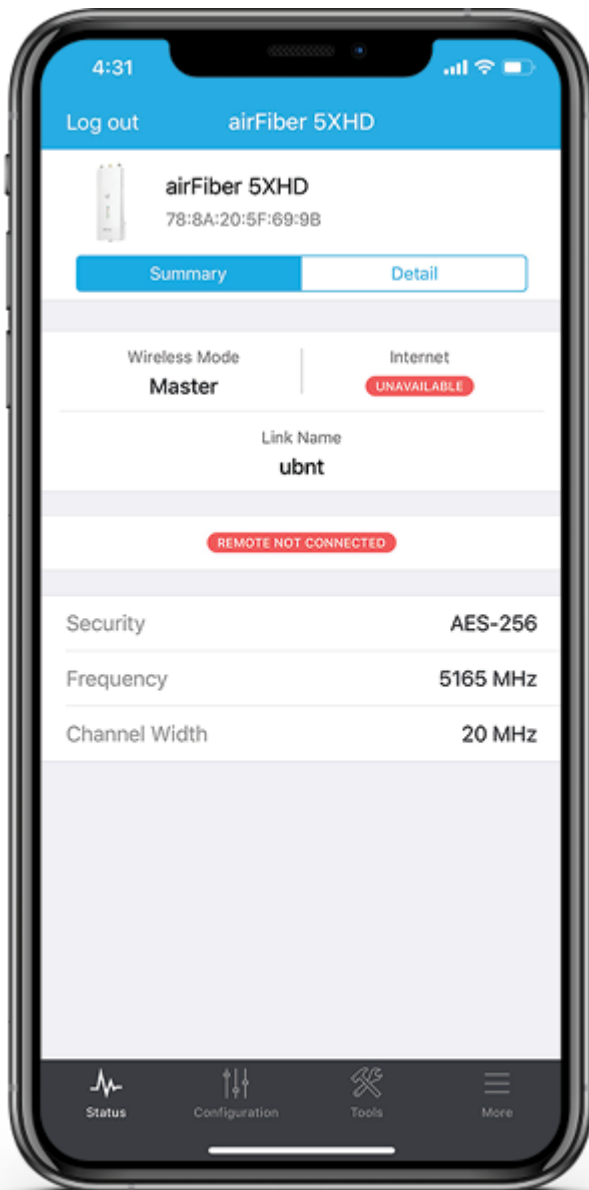 4:31
Log out airFiber 5XHD
airFiber 5XHD
78:8A:20:5F:69:9B
Summary Detail
Wireless Mode Internet
Master UNAVAILABLE
Link Name
ubnt
REMOTE NOT CONNECTED
Security AES-256
Frequency 5165 MHz
Channel Width 20 MHz
Status Configuration Tools More